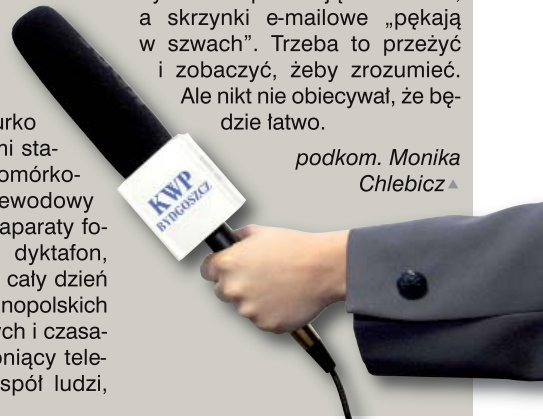 urko
ni sta-
omórko-
ewodowy
aparaty fo-
dyktafon,
cały dzień
nopolskich
ych i czasa-
oniący tele-
spół ludzi,
a skrzynki e-mailowe „pękają
w szwach”. Trzeba to przeżyć
i zobaczyć, żeby zrozumieć.
Ale nikt nie obiecywał, że bę-
dzie łatwo.
podkom. Monika
Chlebicz
KWP
BYDGOSZCZ